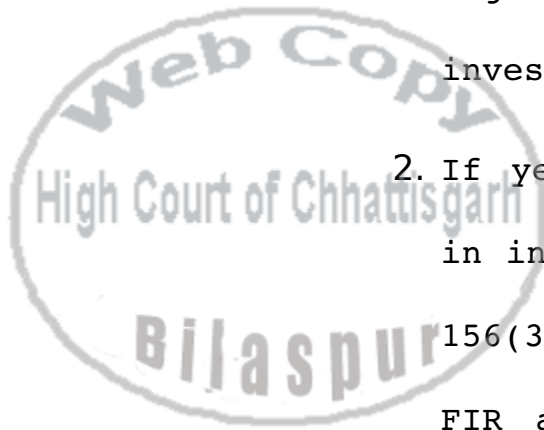 Web Copy
inves
2. If ye
High Court of Chhattisgarh
in in
Bilaspur
156(3
FIR a